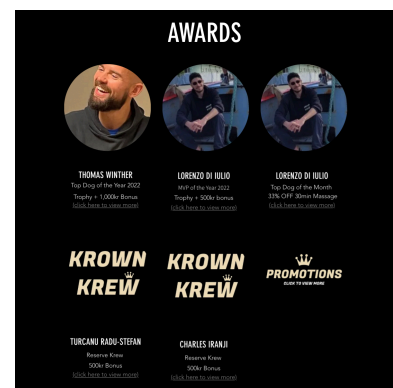 AWARDS
THOMAS WINTHER
Top Dog of the Year 2022
Trophy + 1,000kr Bonus
(click here to view more)
LORENZO DI IULIO
MVP of the Year 2022
Trophy + 500kr bonus
(click here to view more)
LORENZO DI IULIO
Top Dog of the Month
33% OFF 30min Massage
(click here to view more)
KROWN
KREW
KROWN
KREW
PROMOTIONS
CLICK TO VIEW MORE
TURCANU RADU-STEFAN
Reserve Krew
500kr Bonus
(click here to view more)
CHARLES IRANJI
Reserve Krew
500kr Bonus
(click here to view more)